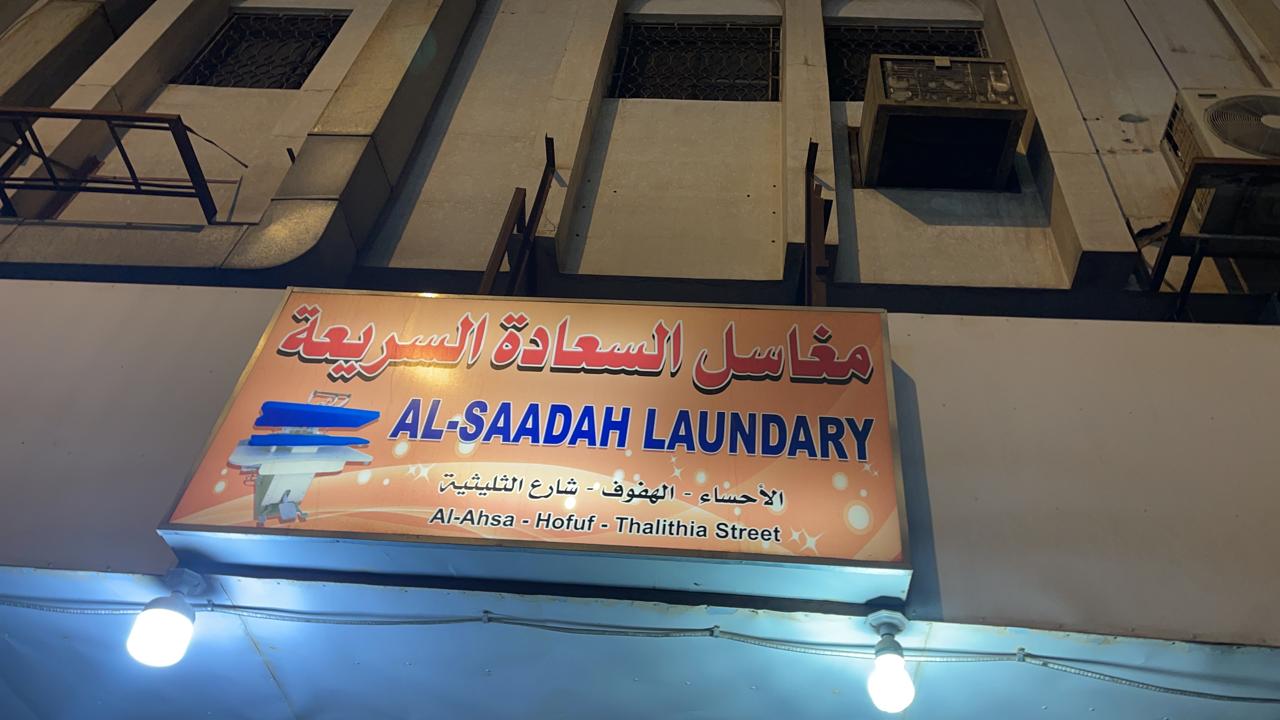 مغاسل السعادة السريعة
AL-SAADAH LAUNDARY
الأحساء - الهفوف - شارع الثليثية
Al-Ahsa - Hofuf - Thalithia Street